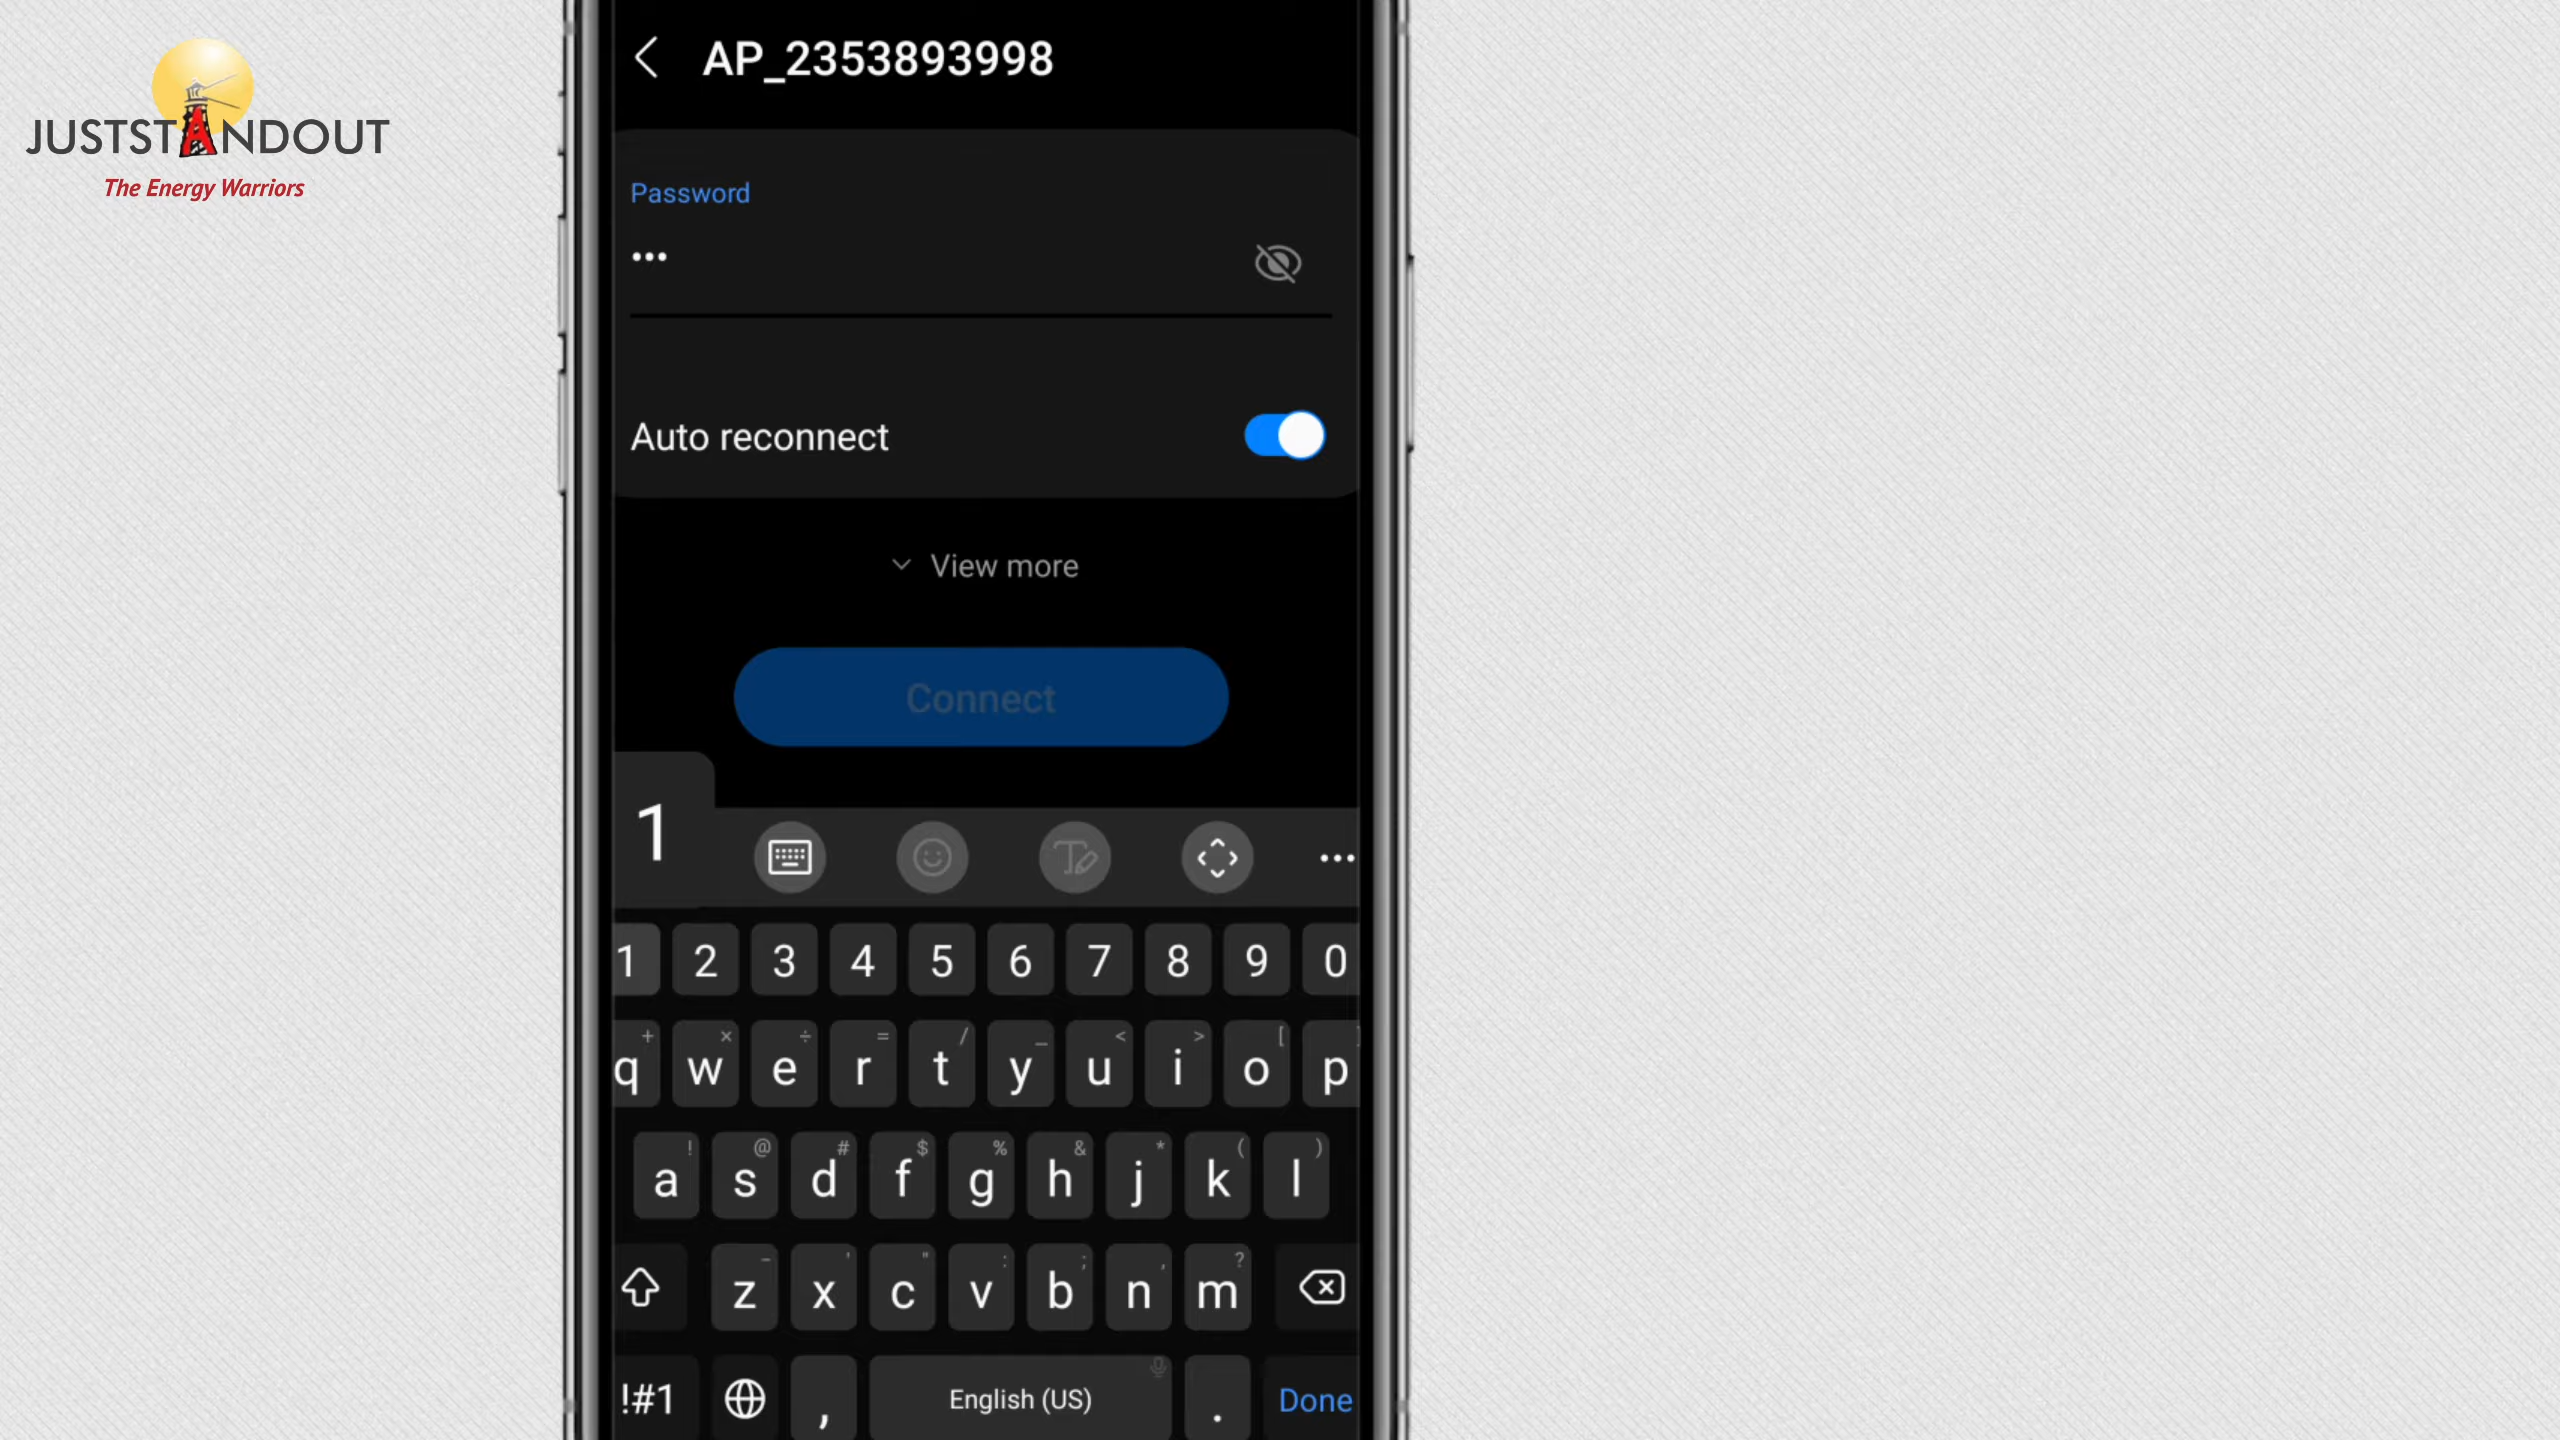 JUSTSTANDOUT
The Energy Warriors
AP_2353893998
Password
•••
Auto reconnect
View more
Connect
1
1 2 3 4 5 6 7 8 9 0
+ × ÷ = / _ < > [
q w e r t y u i o p
! @ # $ % & * ( )
a s d f g h j k l
- ' " : ; , ?
z x c v b n m
!#1 , English (US) . Done